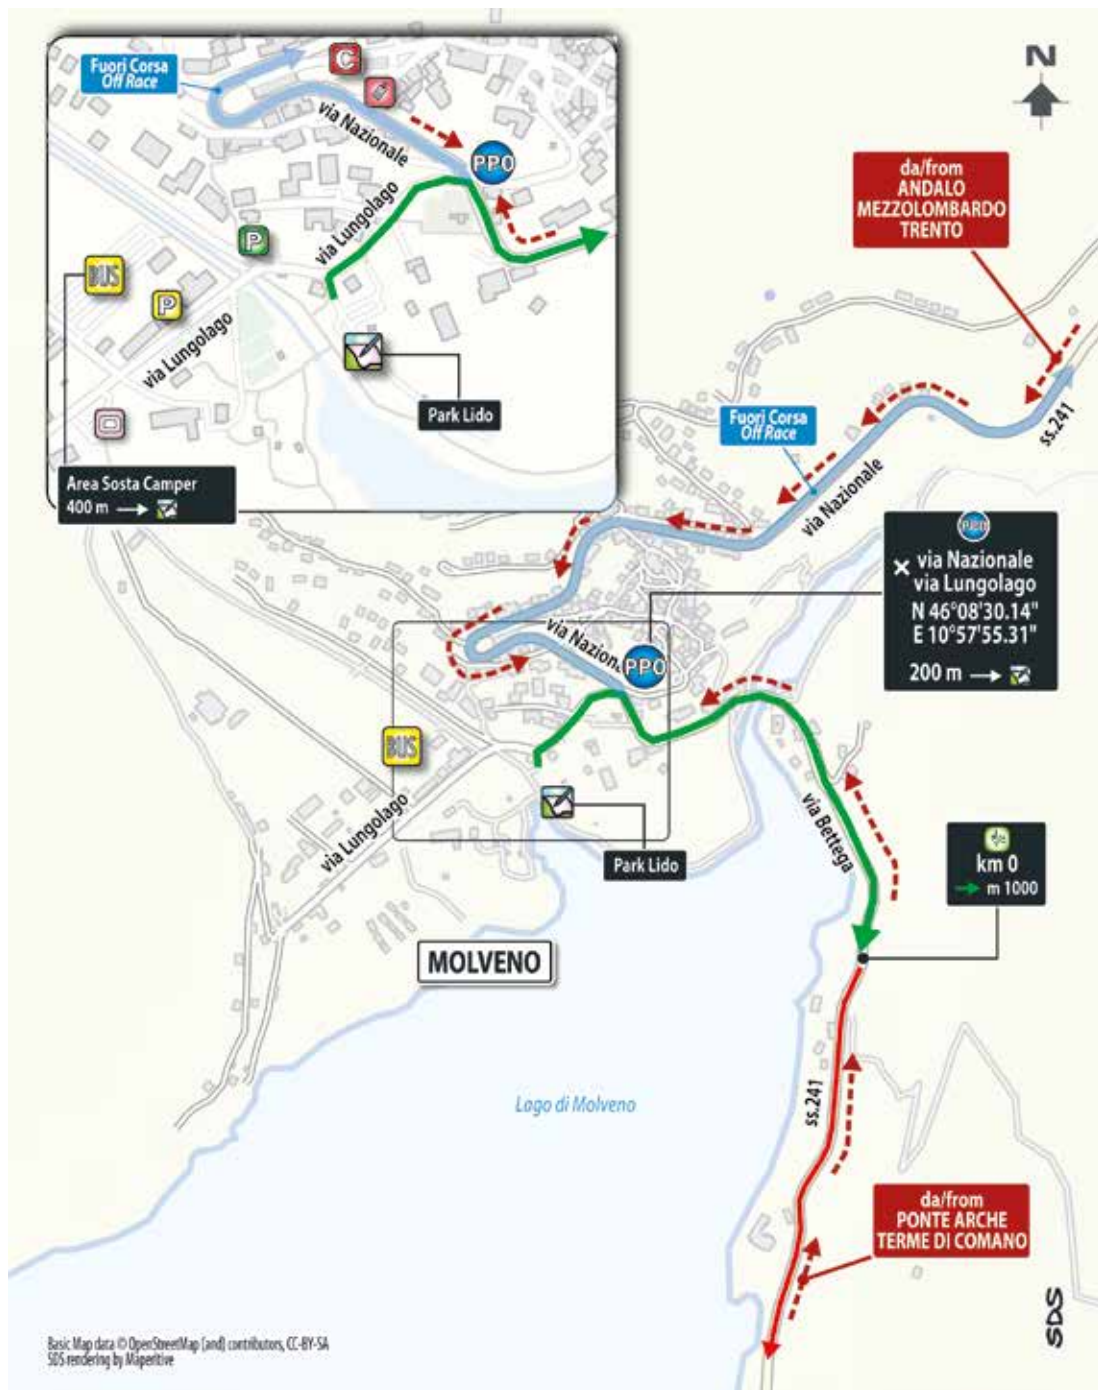 N
Fuori Corsa
Off Race
C
via Nazionale
PPO
via Lungolago
P
BUS
P
via Lungolago
Park Lido
Area Sosta Camper
400 m
da/from
ANDALO
MEZZOLOMBARDO
TRENTO
ss.241
Fuori Corsa
Off Race
via Nazionale
PPO
via Nazionale
via Lungolago
N 46°08'30.14"
E 10°57'55.31"
200 m
via Nazion
PPO
BUS
via Lungolago
Park Lido
via Bettega
km 0
m 1000
MOLVENO
Lago di Molveno
ss.241
da/from
PONTE ARCHE
TERME DI COMANO
SDS
Basic Map data © OpenStreetMap (and) contributors, CC-BY-SA
SDS rendering by Maperitive